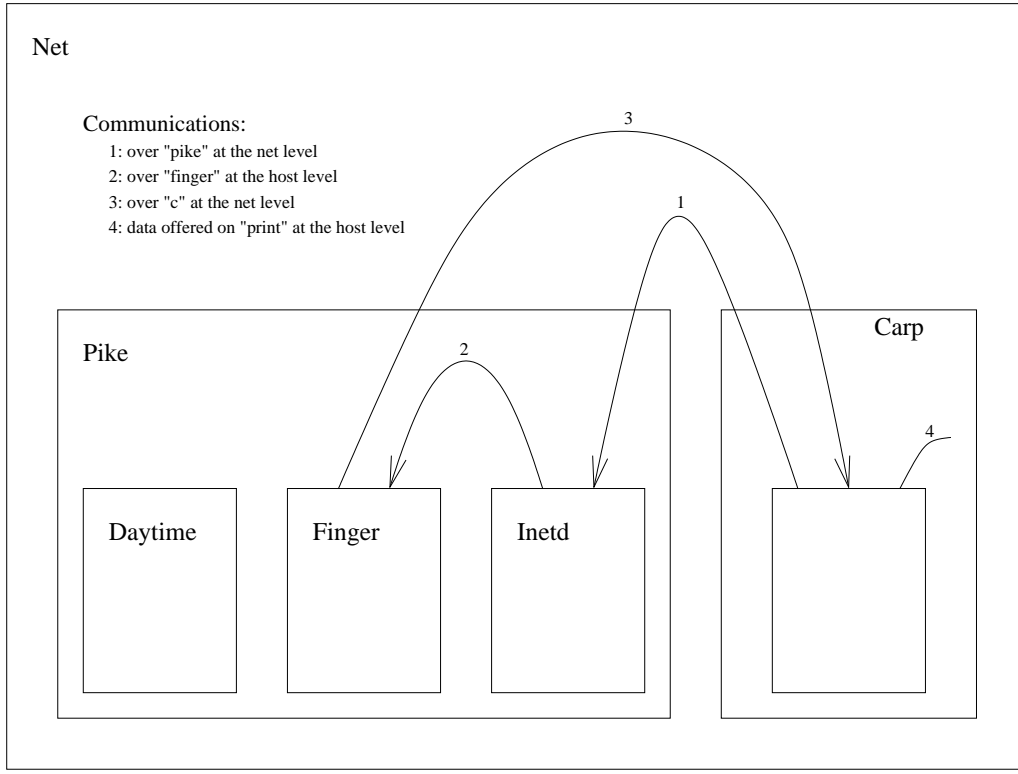 Net
Communications:
1: over "pike" at the net level
2: over "finger" at the host level
3: over "c" at the net level
4: data offered on "print" at the host level
3
1
Carp
Pike
2
4
Daytime
Finger
Inetd